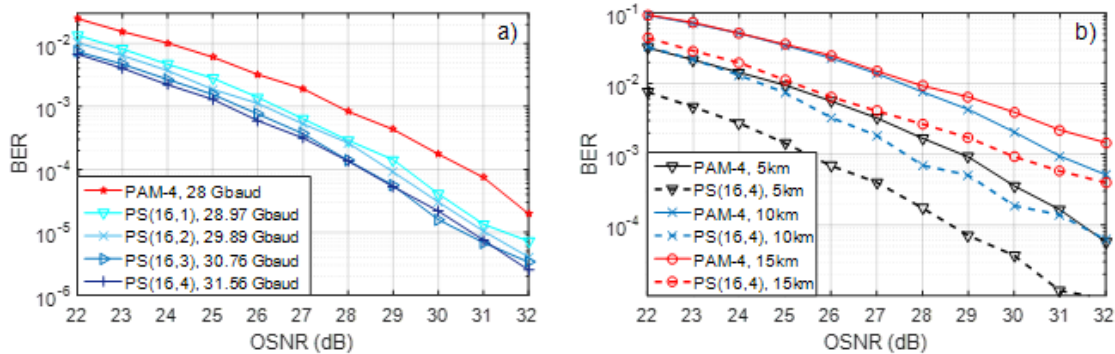 a)
BER
10^-2
10^-3
10^-4
10^-5
10^-6
PAM-4, 28 Gbaud
PS(16,1), 28.97 Gbaud
PS(16,2), 29.89 Gbaud
PS(16,3), 30.76 Gbaud
PS(16,4), 31.56 Gbaud
22 23 24 25 26 27 28 29 30 31 32
OSNR (dB)
b)
BER
10^-1
10^-2
10^-3
10^-4
PAM-4, 5km
PS(16,4), 5km
PAM-4, 10km
PS(16,4), 10km
PAM-4, 15km
PS(16,4), 15km
22 23 24 25 26 27 28 29 30 31 32
OSNR (dB)